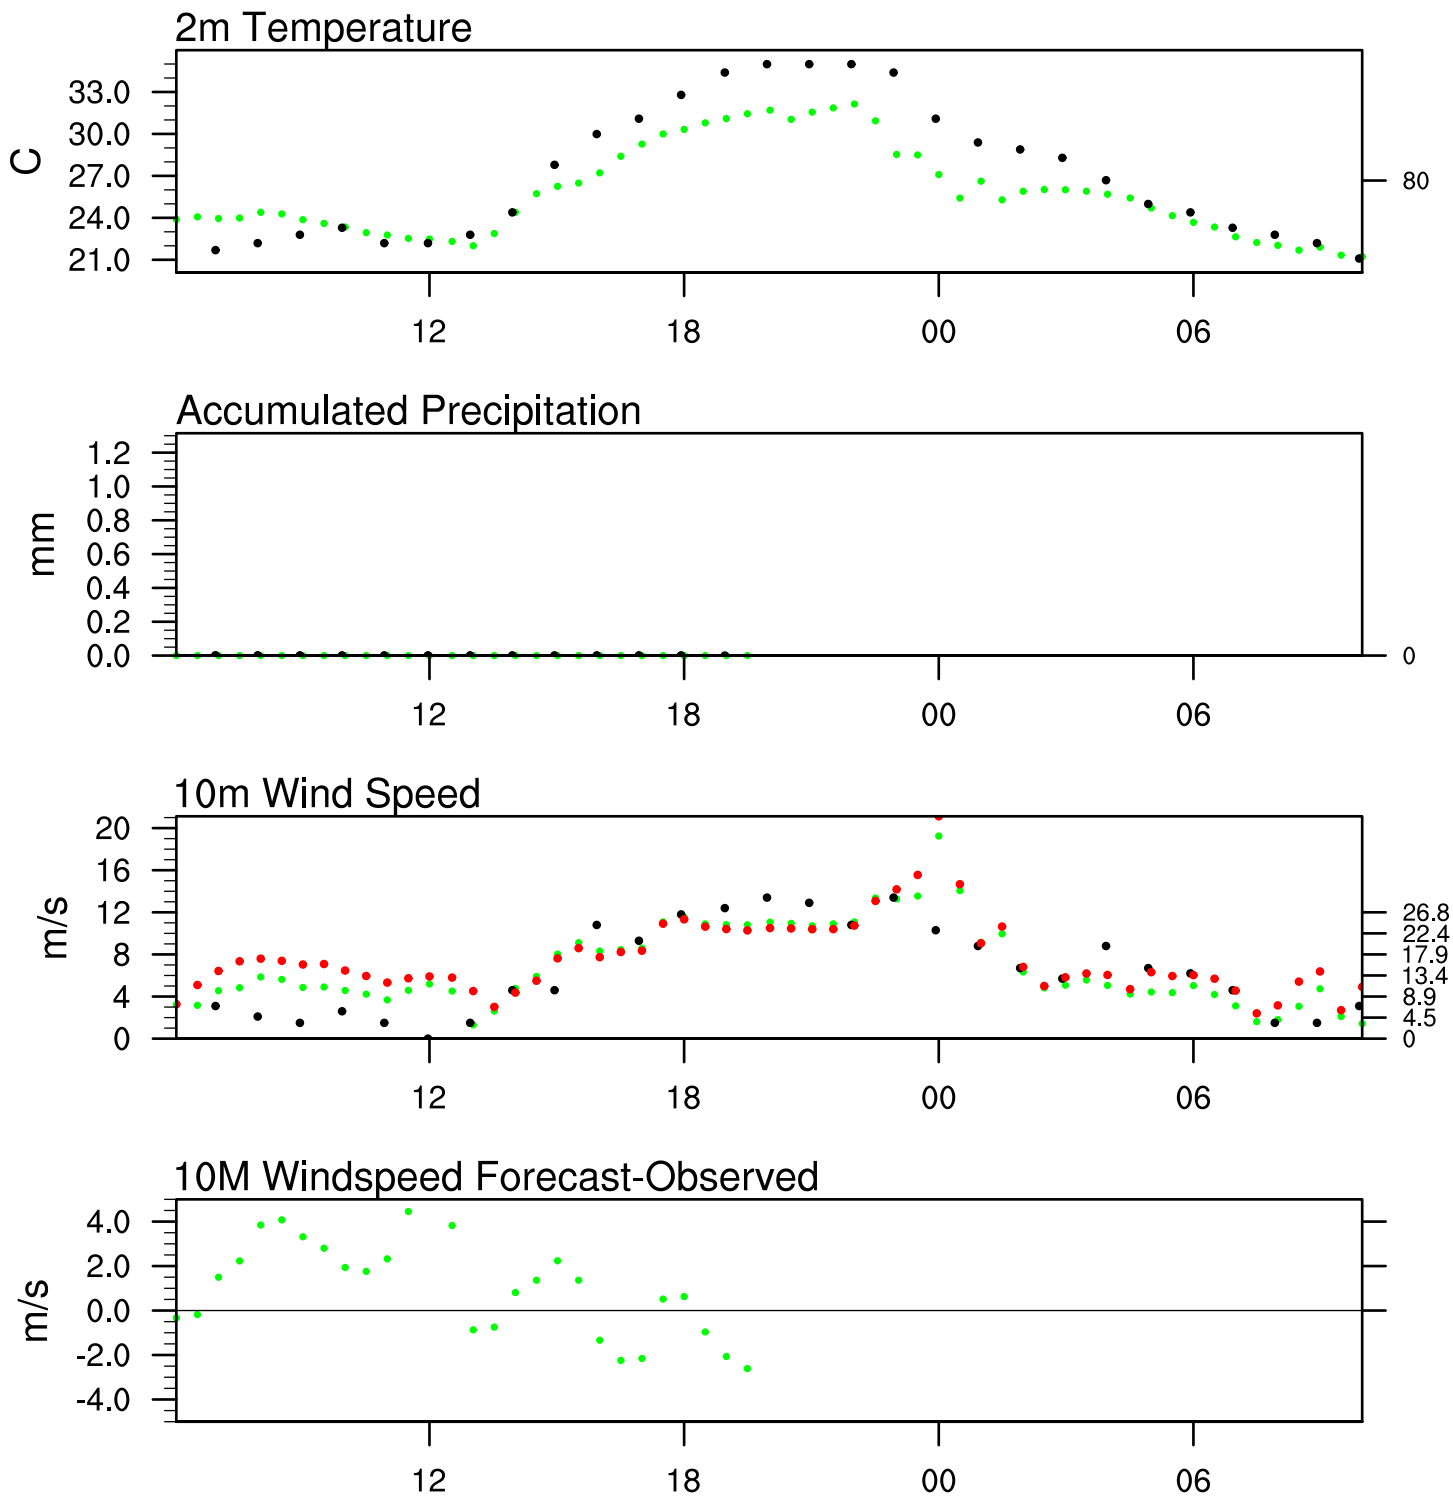 2m Temperature
33.0
30.0
27.0
24.0
21.0
C
80
12 18 00 06
Accumulated Precipitation
1.2
1.0
0.8
0.6
0.4
0.2
0.0
mm
0
12 18 00 06
10m Wind Speed
20
16
12
8
4
0
m/s
26.8
22.4
17.9
13.4
8.9
4.5
0
12 18 00 06
10M Windspeed Forecast-Observed
4.0
2.0
0.0
-2.0
-4.0
m/s
12 18 00 06